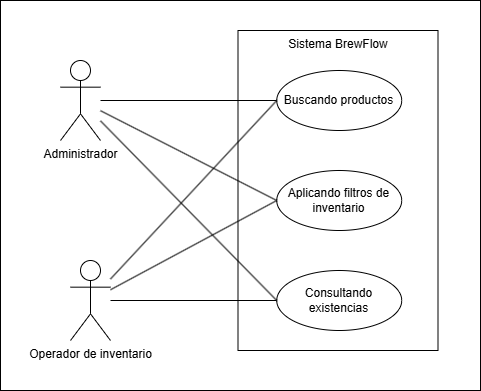 Sistema BrewFlow
Buscando productos
Administrador
Aplicando filtros de
inventario
Consultando
existencias
Operador de inventario